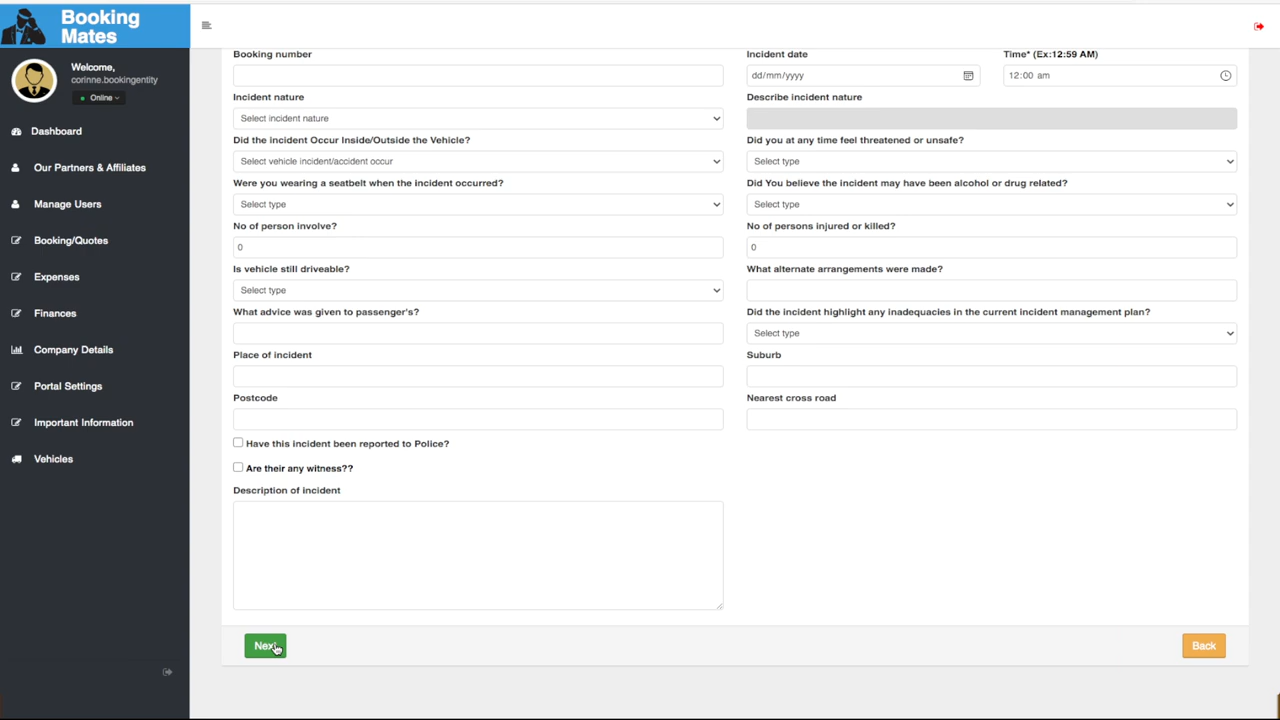 Booking
Mates
Welcome,
corinne.bookingentity
Online
Dashboard
Our Partners & Affiliates
Manage Users
Booking/Quotes
Expenses
Finances
Company Details
Portal Settings
Important Information
Vehicles
Booking number
Incident date
Time* (Ex:12:59 AM)
dd/mm/yyyy
12:00 am
Incident nature
Describe incident nature
Select incident nature
Did the incident Occur Inside/Outside the Vehicle?
Did you at any time feel threatened or unsafe?
Select vehicle incident/accident occur
Select type
Were you wearing a seatbelt when the incident occurred?
Did You believe the incident may have been alcohol or drug related?
Select type
Select type
No of person involve?
No of persons injured or killed?
0
0
Is vehicle still driveable?
What alternate arrangements were made?
Select type
What advice was given to passenger's?
Did the incident highlight any inadequacies in the current incident management plan?
Select type
Place of incident
Suburb
Postcode
Nearest cross road
Have this incident been reported to Police?
Are their any witness??
Description of incident
Next
Back